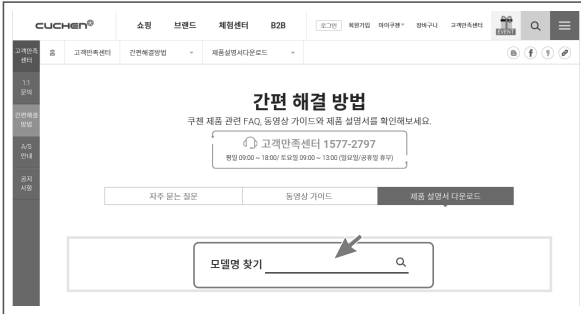 CUCHEN
쇼핑 브랜드 체험센터 B2B
로그인 회원가입 마이쿠첸 장바구니 고객만족센터
EVENT
고객만족
센터
홈 고객만족센터 간편해결방법 제품설명서다운로드
1:1
문의
간편해결
방법
A/S
안내
공지
사항
간편 해결 방법
쿠첸 제품 관련 FAQ, 동영상 가이드와 제품 설명서를 확인해보세요.
고객만족센터 1577-2797
평일 09:00 ~ 18:00/ 토요일 09:00 ~ 13:00 (일요일/공휴일 휴무)
자주 묻는 질문 동영상 가이드 제품 설명서 다운로드
모델명 찾기